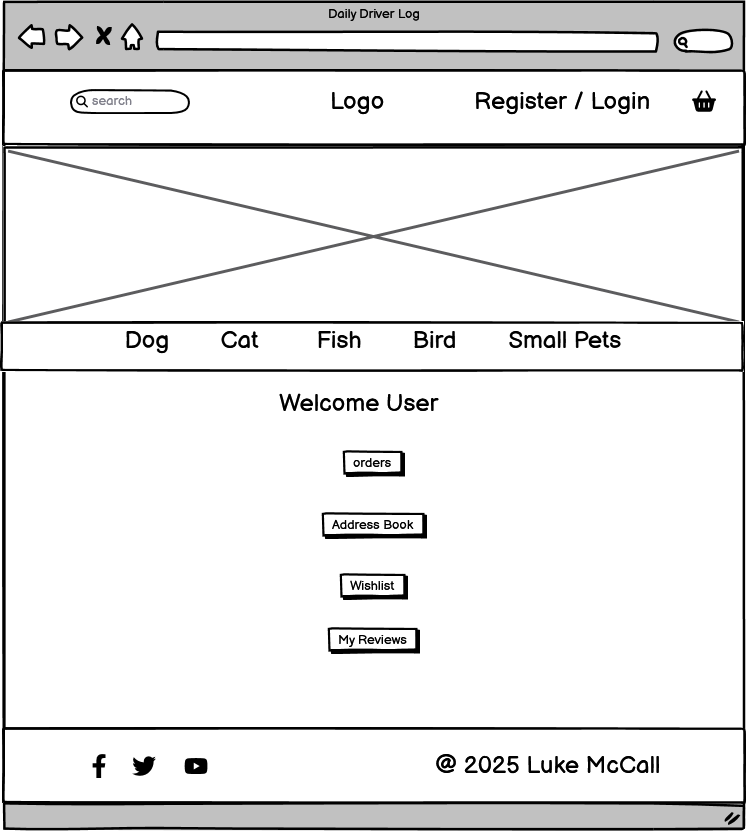 Daily Driver Log
search
Logo
Register / Login
Dog Cat Fish Bird Small Pets
Welcome User
orders
Address Book
Wishlist
My Reviews
@ 2025 Luke McCall